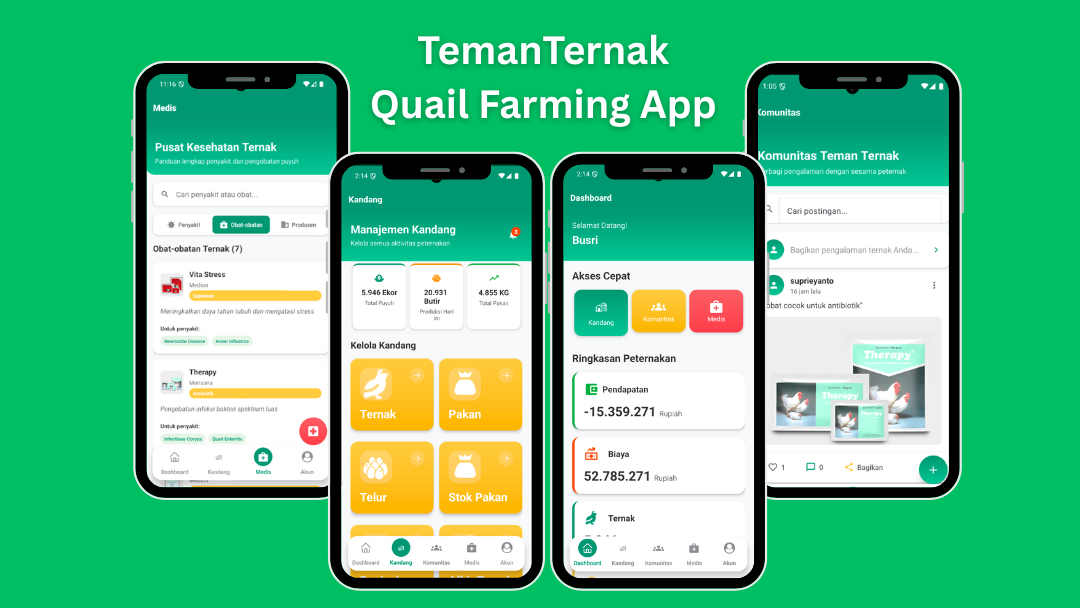 TemanTernak
Quail Farming App
11:16
Medis
Pusat Kesehatan Ternak
Panduan lengkap penyakit dan pengobatan puyuh
Cari penyakit atau obat...
Penyakit
Obat-obatan
Produsen
Obat-obatan Ternak (7)
Vita Stress
Medion
Suplemen
Meningkatkan daya tahan tubuh dan mengatasi stress
Untuk penyakit:
Newcastle Disease
Avian Influenza
Therapy
Mensana
Antibiotik
Pengobatan infeksi bakteri spektrum luas
Untuk penyakit:
Infectious Coryza
Quail Enteritis
Dashboard
Kandang
Medis
Akun
2:14
Kandang
Manajemen Kandang
Kelola semua aktivitas peternakan
3
5.946 Ekor
Total Puyuh
20.931
Butir
Produksi Hari
Ini
4.855 KG
Total Pakan
Kelola Kandang
Ternak
Pakan
Telur
Stok Pakan
Dashboard
Kandang
Komunitas
Medis
Akun
2:14
Dashboard
Selamat Datang!
Busri
Akses Cepat
Kandang
Komunitas
Medis
Ringkasan Peternakan
Pendapatan
-15.359.271 Rupiah
Biaya
52.785.271 Rupiah
Ternak
Dashboard
Kandang
Komunitas
Medis
Akun
1:05
Komunitas
Komunitas Teman Ternak
erbagi pengalaman dengan sesama peternak
Cari postingan...
Bagikan pengalaman ternak Anda...
suprieyanto
16 jam lalu
obat cocok untuk antibiotik"
Therapy
Therapy
Therapy
1
0
Bagikan